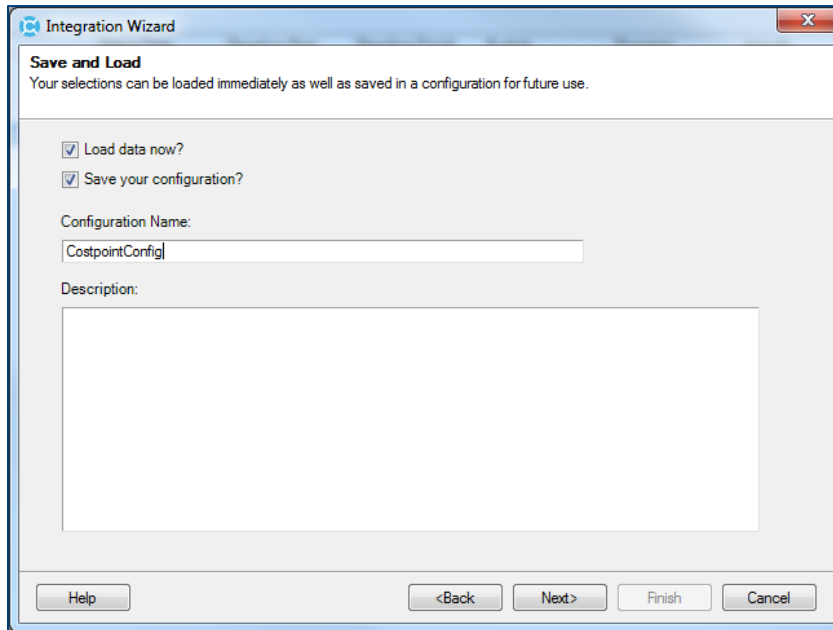 Integration Wizard
Save and Load
Your selections can be loaded immediately as well as saved in a configuration for future use.
Load data now?
Save your configuration?
Configuration Name:
CostpointConfig
Description:
Help
<Back
Next>
Finish
Cancel